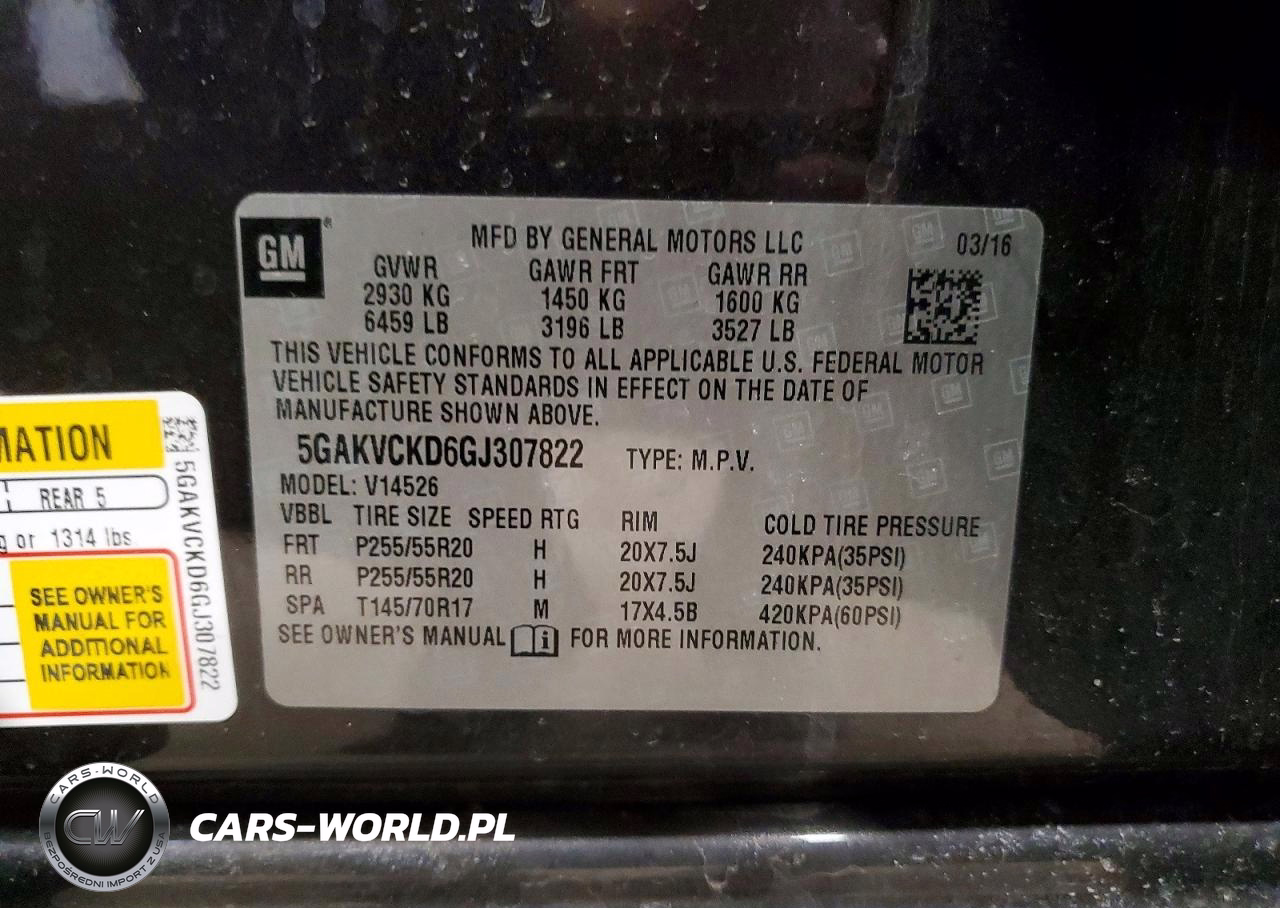 GM
®
MFD BY GENERAL MOTORS LLC 03/16
GVWR GAWR FRT GAWR RR
2930 KG 1450 KG 1600 KG
6459 LB 3196 LB 3527 LB
THIS VEHICLE CONFORMS TO ALL APPLICABLE U.S. FEDERAL MOTOR
VEHICLE SAFETY STANDARDS IN EFFECT ON THE DATE OF
MANUFACTURE SHOWN ABOVE.
5GAKVCKD6GJ307822 TYPE: M.P.V.
MODEL: V14526
VBBL TIRE SIZE SPEED RTG RIM COLD TIRE PRESSURE
FRT P255/55R20 H 20X7.5J 240KPA(35PSI)
RR P255/55R20 H 20X7.5J 240KPA(35PSI)
SPA T145/70R17 M 17X4.5B 420KPA(60PSI)
SEE OWNER'S MANUAL FOR MORE INFORMATION.
MATION
REAR 5
g or 1314 lbs
SEE OWNER'S
MANUAL FOR
ADDITIONAL
INFORMATION
5GAKVCKD6GJ307822
CARS-WORLD
CW
BEZPOŚREDNI IMPORT Z USA
CARS-WORLD.PL